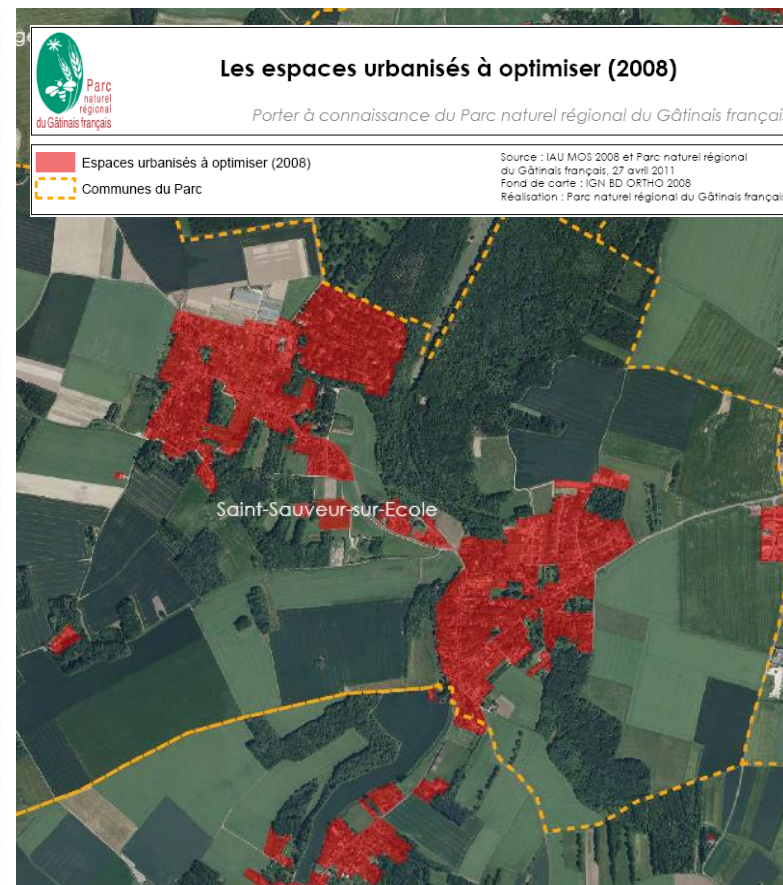 Parc
naturel
régional
du Gâtinais français
Les espaces urbanisés à optimiser (2008)
Porter à connaissance du Parc naturel régional du Gâtinais français
Espaces urbanisés à optimiser (2008)
Communes du Parc
Source : IAU MOS 2008 et Parc naturel régional
du Gâtinais français, 27 avril 2011
Fond de carte : IGN BD ORTHO 2008
Réalisation : Parc naturel régional du Gâtinais français
Saint-Sauveur-sur-Ecole